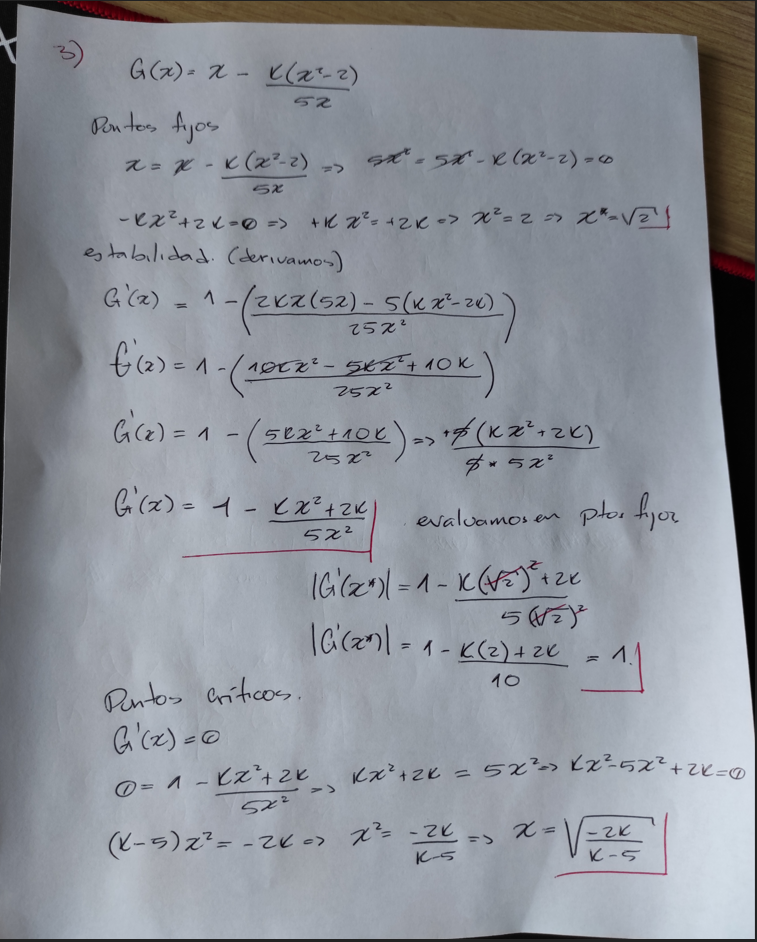 3)
G(x) = x - K(x²-2)/5x
Puntos fijos
x = x - K(x²-2)/5x => 5x² = 5x² - K(x²-2) = 0
-Kx² + 2K = 0 => +Kx² = +2K => x² = 2 => x* = √2
estabilidad. (derivamos)
G'(x) = 1 - (2Kx(5x) - 5(Kx²-2K)/25x²)
G'(x) = 1 - (10Kx² - 5Kx² + 10K/25x²)
G'(x) = 1 - (5Kx² + 10K/25x²) => +5(Kx²+2K)/5 * 5x²
G'(x) = 1 - Kx²+2K/5x² evaluamos en ptos fijos
|G'(x*)| = 1 - K(√2)² + 2K/5(√2)²
|G'(x*)| = 1 - K(2)+2K/10 = 1.
Puntos críticos.
G'(x) = 0
0 = 1 - Kx²+2K/5x² => Kx²+2K = 5x² => Kx²-5x²+2K=0
(K-5)x² = -2K => x² = -2K/K-5 => x = √(-2K/K-5)